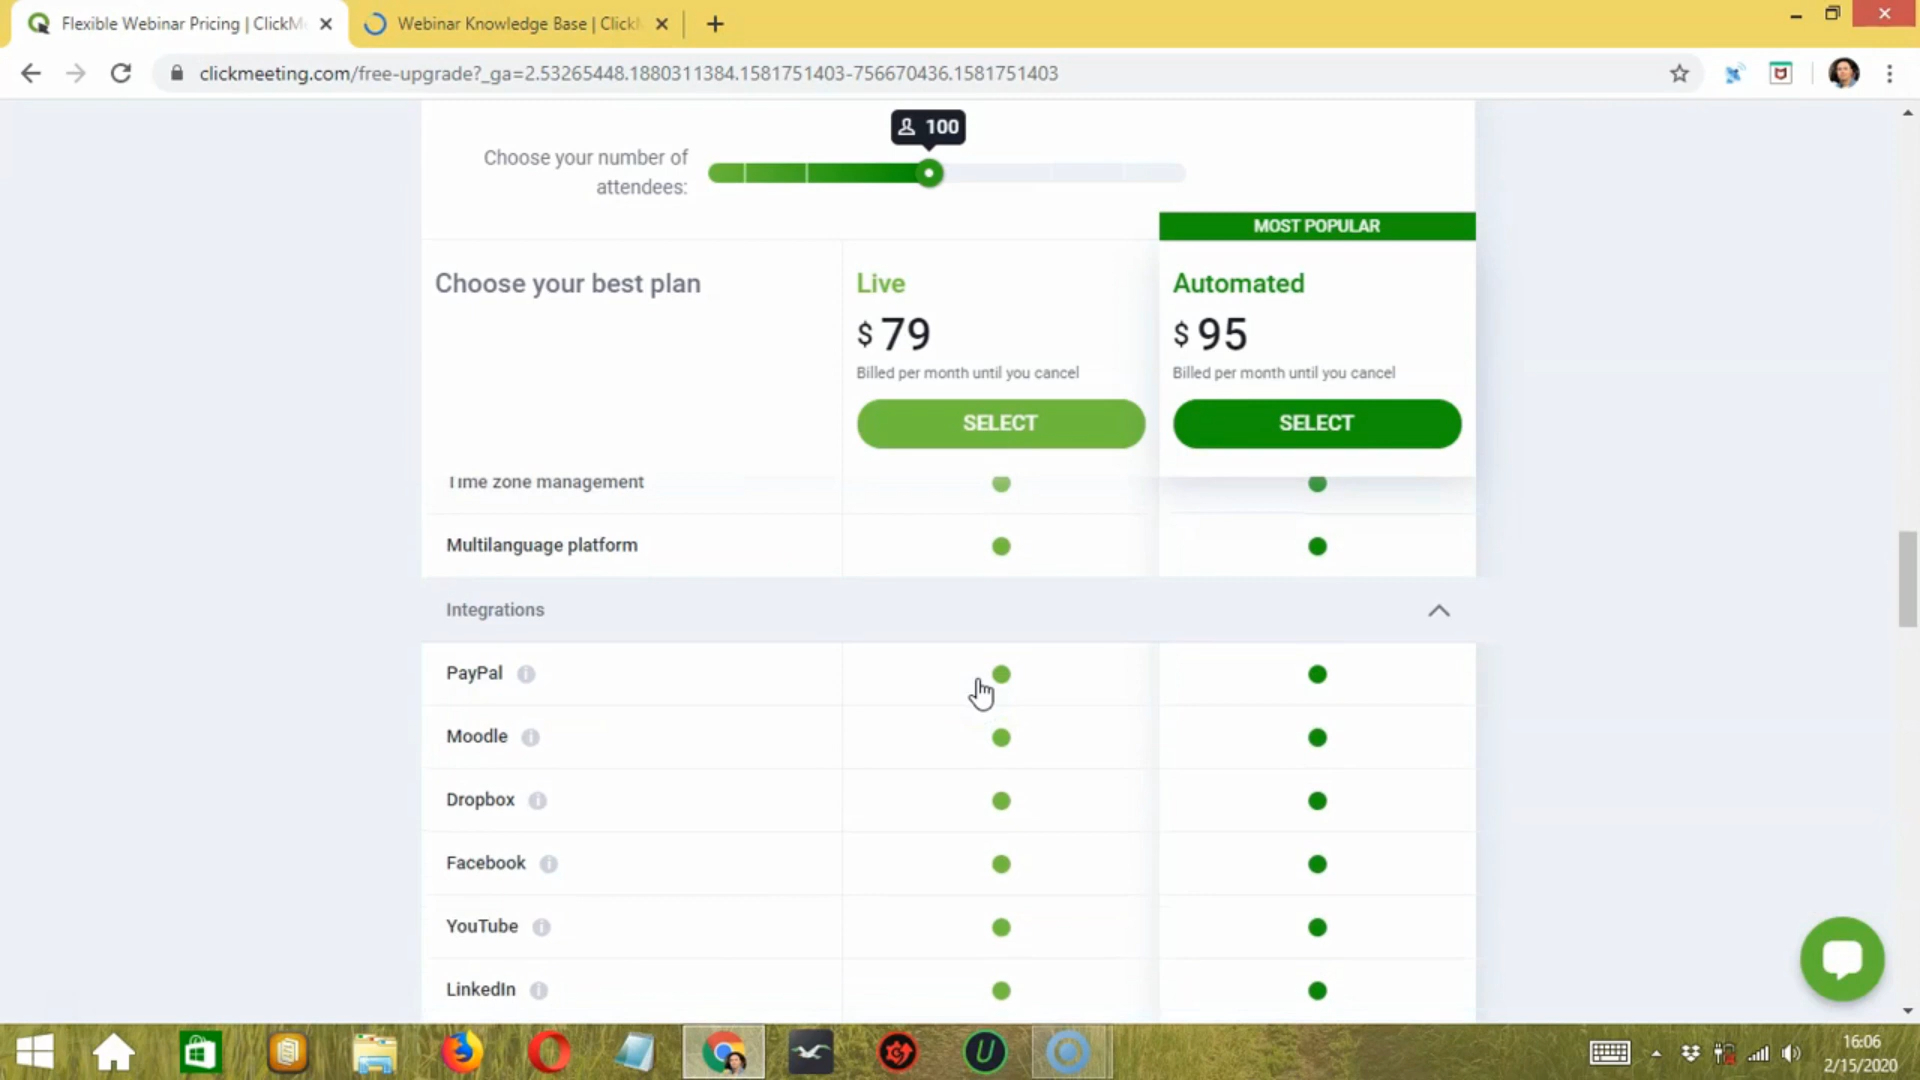 Flexible Webinar Pricing | ClickMe
Webinar Knowledge Base | Click
clickmeeting.com/free-upgrade?_ga=2.53265448.1880311384.1581751403-756670436.1581751403
100
Choose your number of
attendees:
MOST POPULAR
Choose your best plan
Live
Automated
$ 79
$ 95
Billed per month until you cancel
Billed per month until you cancel
SELECT
SELECT
Time zone management
Multilanguage platform
Integrations
PayPal
Moodle
Dropbox
Facebook
YouTube
LinkedIn
16:06
2/15/2020